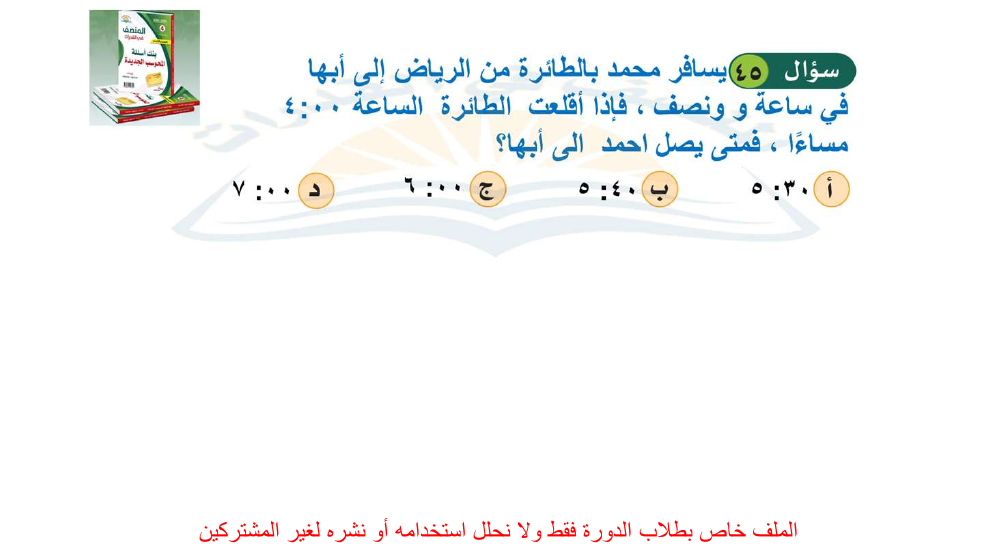 سؤال ٤٥ يسافر محمد بالطائرة من الرياض إلى أبها
في ساعة و ونصف ، فإذا أقلعت الطائرة الساعة ٤:٠٠
مساءًا ، فمتى يصل احمد الى أبها؟
أ ٥:٣٠ ب ٥:٤٠ ج ٦:٠٠ د ٧:٠٠
المنصف
بنك أسئلة
المحوسب الجديدة
الملف خاص بطلاب الدورة فقط ولا نحلل استخدامه أو نشره لغير المشتركين